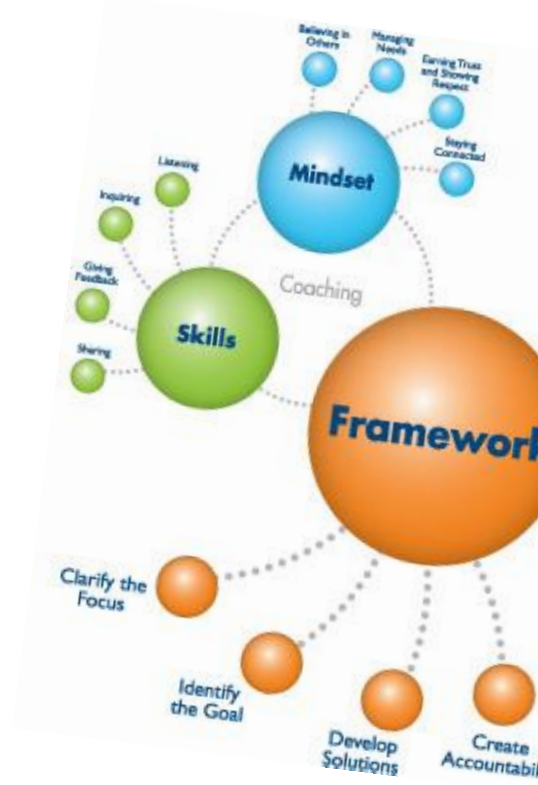 Believing in
Others
Managing
Needs
Earning Trust
and Showing
Respect
Staying
Connected
Mindset
Listening
Inquiring
Giving
Feedback
Sharing
Skills
Coaching
Framework
Clarify the
Focus
Identify
the Goal
Develop
Solutions
Create
Accountabil